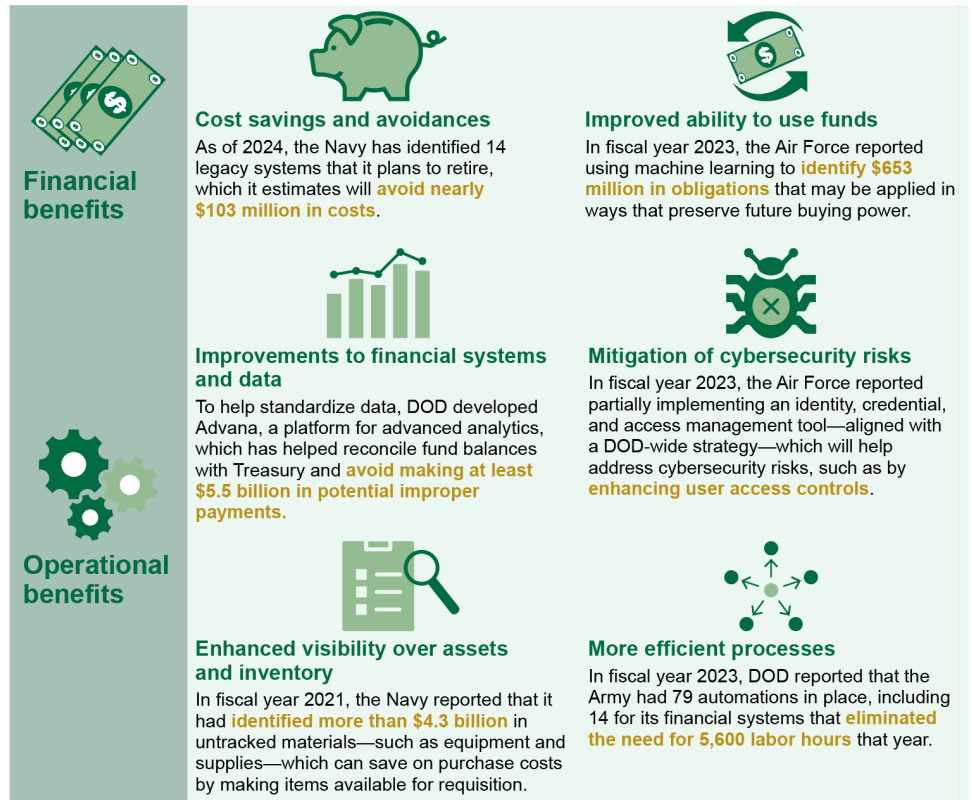 Financial
benefits
Cost savings and avoidances
As of 2024, the Navy has identified 14
legacy systems that it plans to retire,
which it estimates will avoid nearly
$103 million in costs.
Improved ability to use funds
In fiscal year 2023, the Air Force reported
using machine learning to identify $653
million in obligations that may be applied in
ways that preserve future buying power.
Operational
benefits
Improvements to financial systems
and data
To help standardize data, DOD developed
Advana, a platform for advanced analytics,
which has helped reconcile fund balances
with Treasury and avoid making at least
$5.5 billion in potential improper
payments.
Mitigation of cybersecurity risks
In fiscal year 2023, the Air Force reported
partially implementing an identity, credential,
and access management tool—aligned with
a DOD-wide strategy—which will help
address cybersecurity risks, such as by
enhancing user access controls.
Enhanced visibility over assets
and inventory
In fiscal year 2021, the Navy reported that it
had identified more than $4.3 billion in
untracked materials—such as equipment and
supplies—which can save on purchase costs
by making items available for requisition.
More efficient processes
In fiscal year 2023, DOD reported that the
Army had 79 automations in place, including
14 for its financial systems that eliminated
the need for 5,600 labor hours that year.